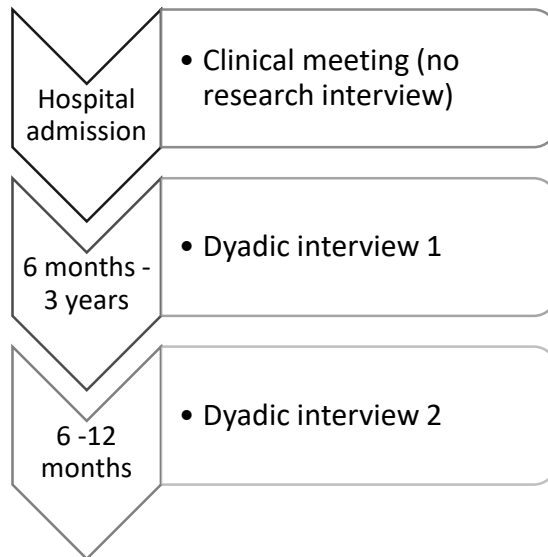 Hospital
admission
• Clinical meeting (no
research interview)
6 months -
3 years
• Dyadic interview 1
6 -12
months
• Dyadic interview 2